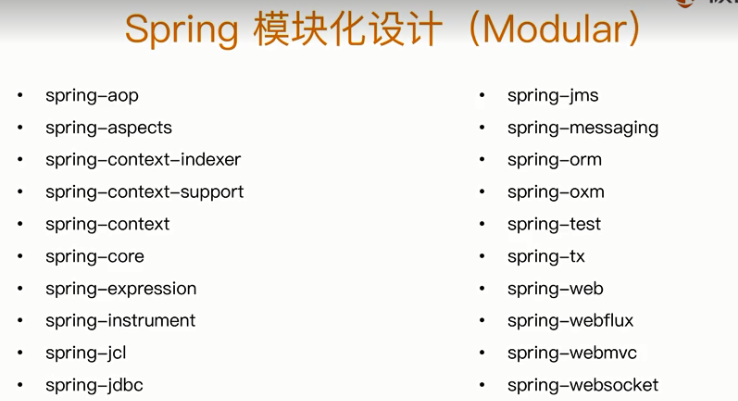 Spring 模块化设计（Modular）
• spring-aop
• spring-aspects
• spring-context-indexer
• spring-context-support
• spring-context
• spring-core
• spring-expression
• spring-instrument
• spring-jcl
• spring-jdbc
• spring-jms
• spring-messaging
• spring-orm
• spring-oxm
• spring-test
• spring-tx
• spring-web
• spring-webflux
• spring-webmvc
• spring-websocket